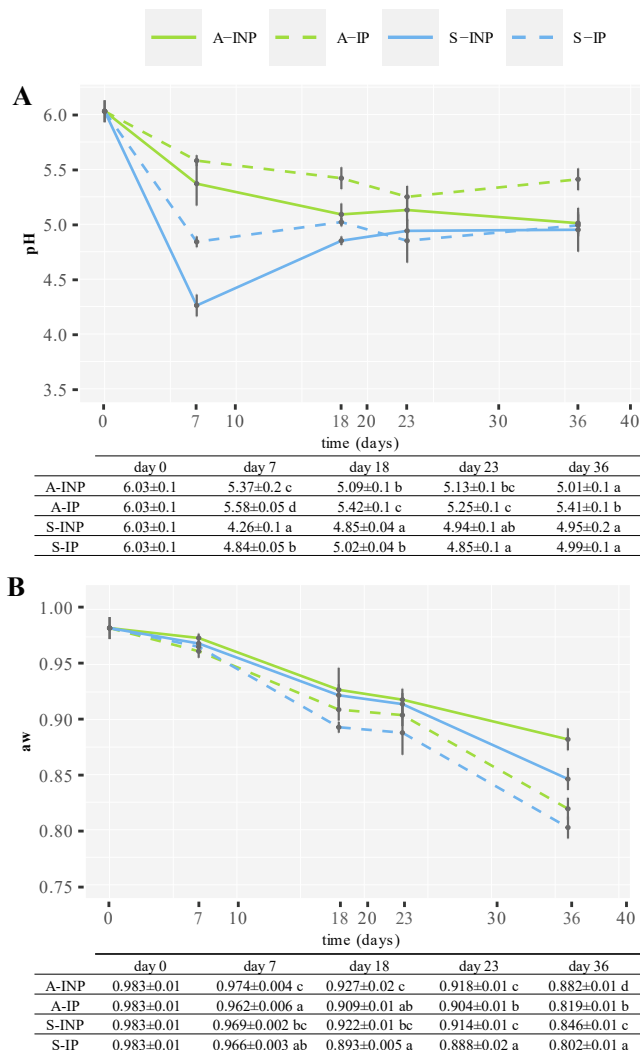 A−INP A−IP S−INP S−IP
A
6.0
5.5
5.0
4.5
4.0
3.5
pH
0 7 10 18 20 23 30 36 40
time (days)
day 0 day 7 day 18 day 23 day 36
A-INP 6.03±0.1 5.37±0.2 c 5.09±0.1 b 5.13±0.1 bc 5.01±0.1 a
A-IP 6.03±0.1 5.58±0.05 d 5.42±0.1 c 5.25±0.1 c 5.41±0.1 b
S-INP 6.03±0.1 4.26±0.1 a 4.85±0.04 a 4.94±0.1 ab 4.95±0.2 a
S-IP 6.03±0.1 4.84±0.05 b 5.02±0.04 b 4.85±0.1 a 4.99±0.1 a
B
1.00
0.95
0.90
0.85
0.80
0.75
aw
0 7 10 18 20 23 30 36 40
time (days)
day 0 day 7 day 18 day 23 day 36
A-INP 0.983±0.01 0.974±0.004 c 0.927±0.02 c 0.918±0.01 c 0.882±0.01 d
A-IP 0.983±0.01 0.962±0.006 a 0.909±0.01 ab 0.904±0.01 b 0.819±0.01 b
S-INP 0.983±0.01 0.969±0.002 bc 0.922±0.01 bc 0.914±0.01 c 0.846±0.01 c
S-IP 0.983±0.01 0.966±0.003 ab 0.893±0.005 a 0.888±0.02 a 0.802±0.01 a